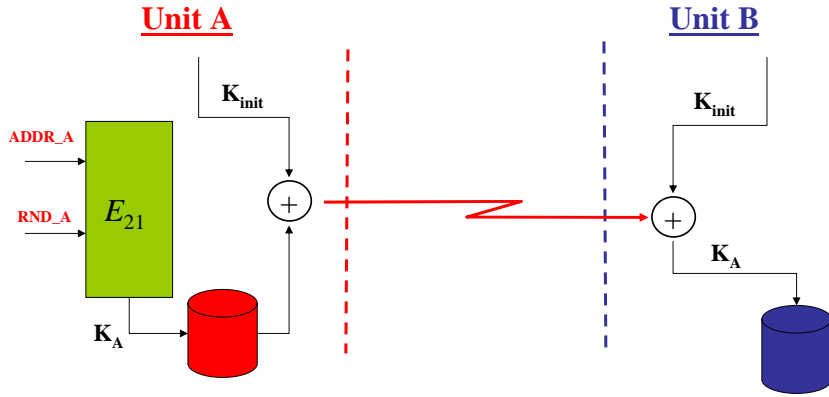 Unit A
Unit B
K_init
K_init
ADDR_A
E_21
RND_A
+
+
K_A
K_A